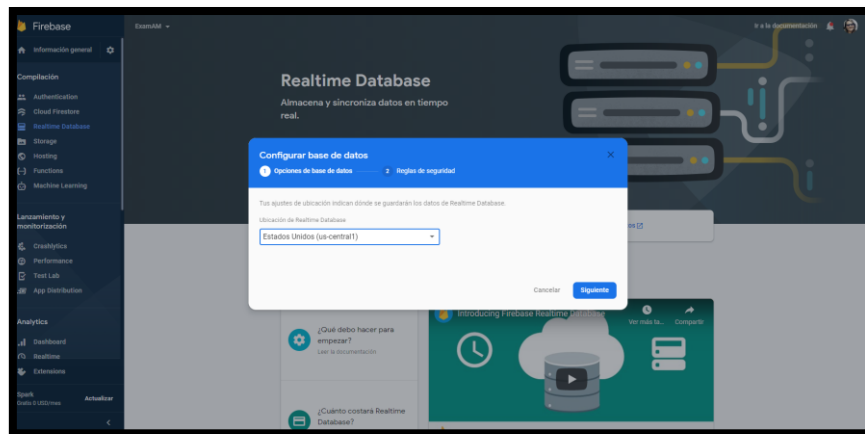 Firebase
ExamAM
Ir a la documentación
Información general
Compilación
Authentication
Cloud Firestore
Realtime Database
Storage
Hosting
Functions
Machine Learning
Lanzamiento y
monitorización
Crashlytics
Performance
Test Lab
App Distribution
Analytics
Dashboard
Realtime
Extensions
Spark
Gratis 0 USD/mes
Actualizar
Realtime Database
Almacena y sincroniza datos en tiempo
real.
Configurar base de datos
1 Opciones de base de datos
2 Reglas de seguridad
Tus ajustes de ubicación indican dónde se guardarán los datos de Realtime Database.
Ubicación de Realtime Database
Estados Unidos (us-central1)
Cancelar
Siguiente
¿Qué debo hacer para
empezar?
Leer la documentación
¿Cuánto costará Realtime
Database?
Introducing Firebase Realtime Database
Ver más ta...
Compartir